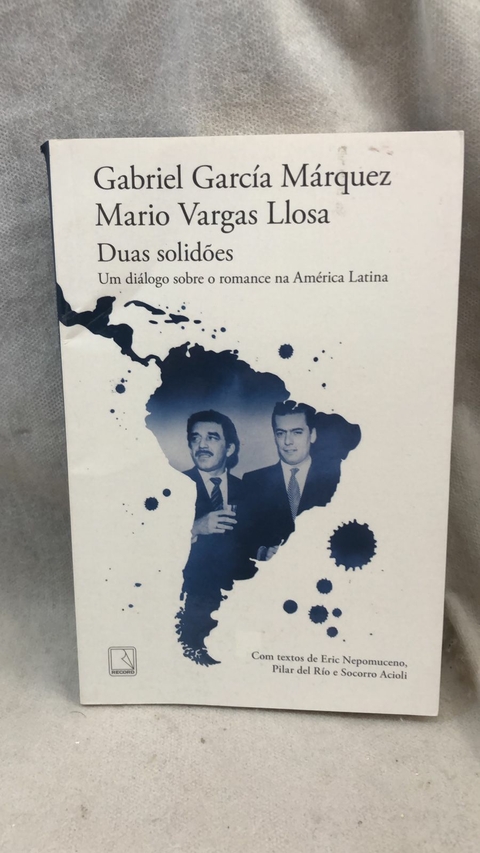 Gabriel García Márquez
Mario Vargas Llosa
Duas solidões
Um diálogo sobre o romance na América Latina
Com textos de Eric Nepomuceno,
Pilar del Río e Socorro Acioli
RECORD